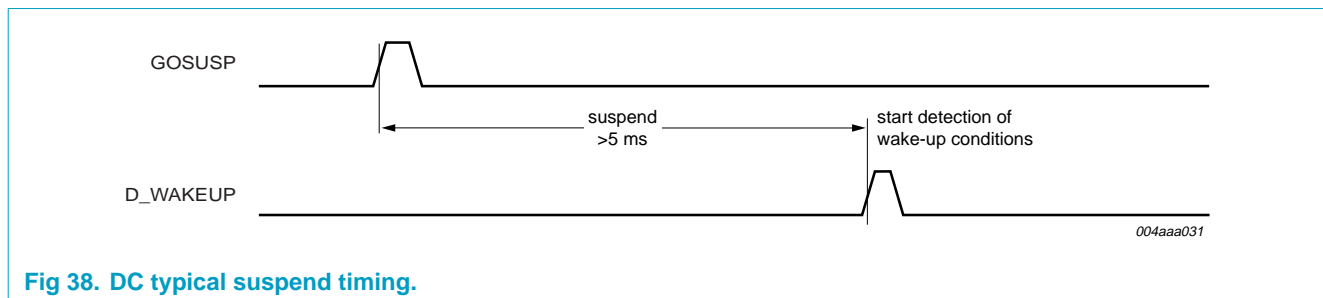 GOSUSP
suspend
>5 ms
start detection of
wake-up conditions
D_WAKEUP
004aaa031
Fig 38. DC typical suspend timing.